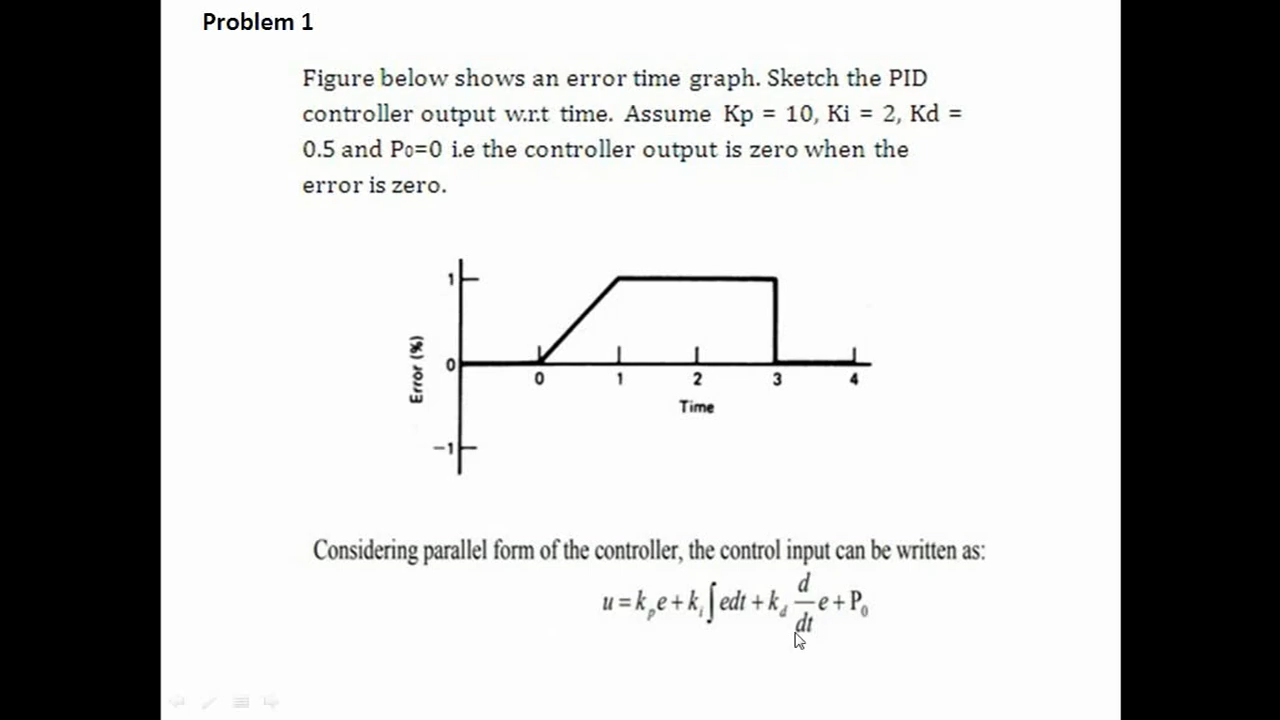 Problem 1
Figure below shows an error time graph. Sketch the PID
controller output w.r.t time. Assume Kp = 10, Ki = 2, Kd =
0.5 and P₀=0 i.e the controller output is zero when the
error is zero.
1
0
-1
Error (%)
0 1 2 3 4
Time
Considering parallel form of the controller, the control input can be written as:
u = kₚe + kᵢ∫edt + k_d d/dt e + P₀